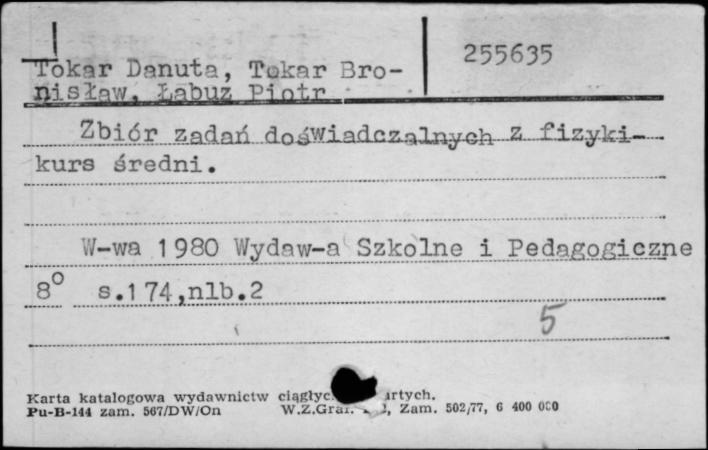 255635
Tokar Danuta, Tokar Bro-
nisław, Łabuz Piotr
Zbiór zadań doświadczalnych z fizyki-
kurs średni.
W-wa 1980 Wydaw-a Szkolne i Pedagogiczne
8° s.174,nlb.2
5
Karta katalogowa wydawnictw
Pu-B-144 zam. 567/DW/On W.Z.Graf. Zam. 502/77, 6 400 000